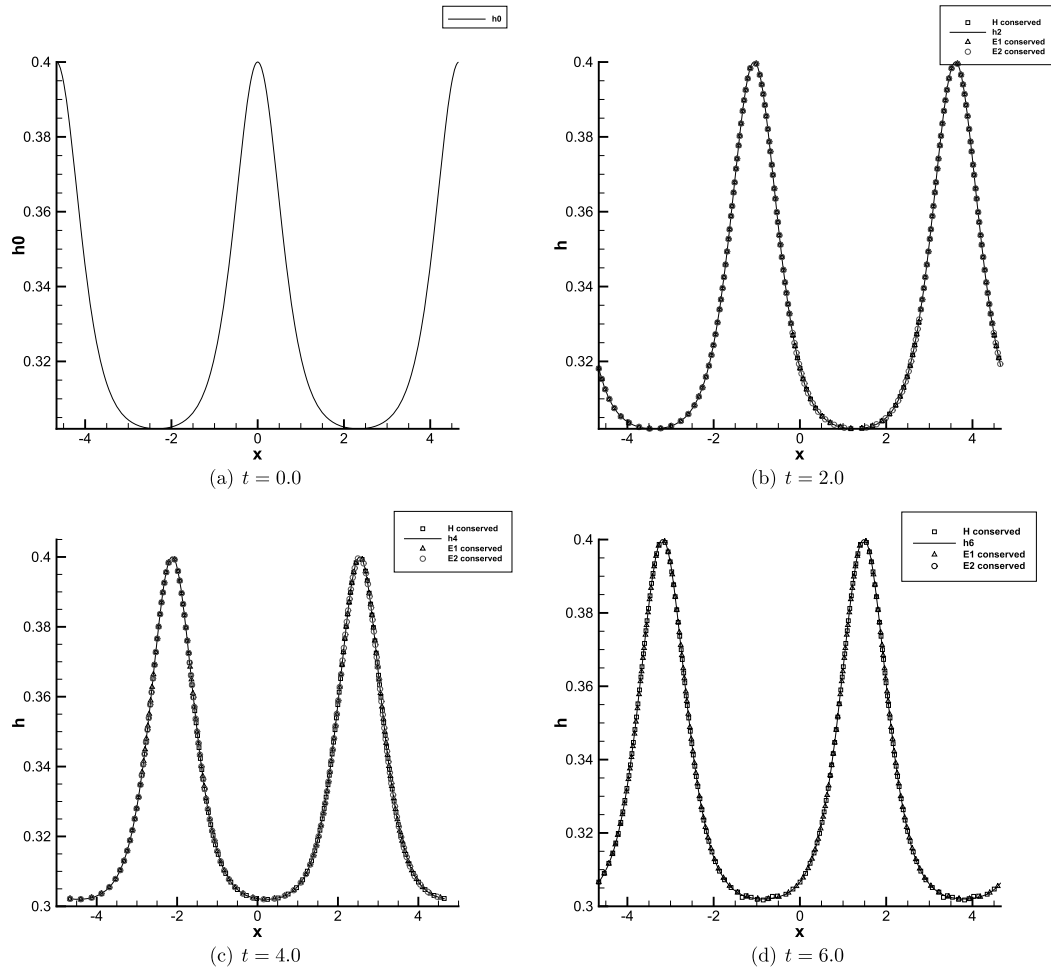 h0
0.4
0.38
0.36
0.34
0.32
h0
-4 -2 0 2 4
x
(a) t = 0.0
H conserved
h2
E1 conserved
E2 conserved
0.4
0.38
0.36
0.34
0.32
h
-4 -2 0 2 4
x
(b) t = 2.0
H conserved
h4
E1 conserved
E2 conserved
0.4
0.38
0.36
0.34
0.32
0.3
h
-4 -2 0 2 4
x
(c) t = 4.0
H conserved
h6
E1 conserved
E2 conserved
0.4
0.38
0.36
0.34
0.32
0.3
h
-4 -2 0 2 4
x
(d) t = 6.0